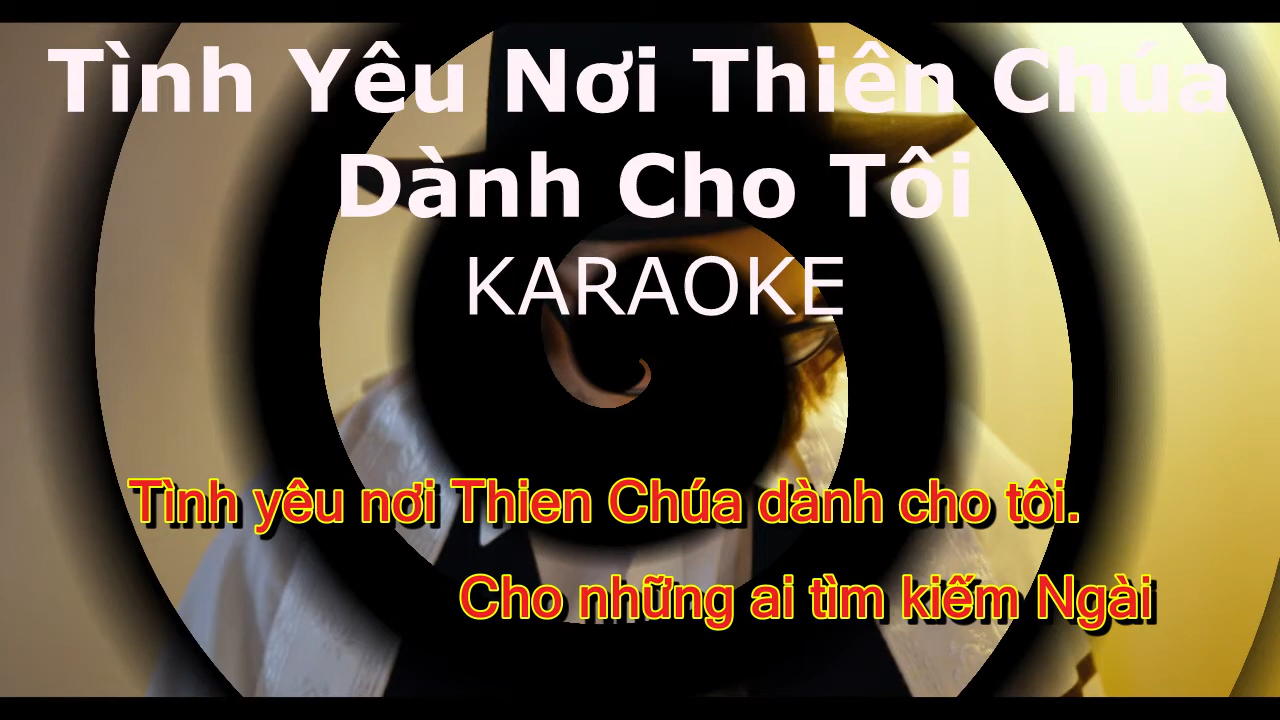 Tình Yêu Nơi Thiên Chúa
Dành Cho Tôi
KARAOKE
Tình yêu nơi Thien Chúa dành cho tôi.
Cho những ai tìm kiếm Ngài